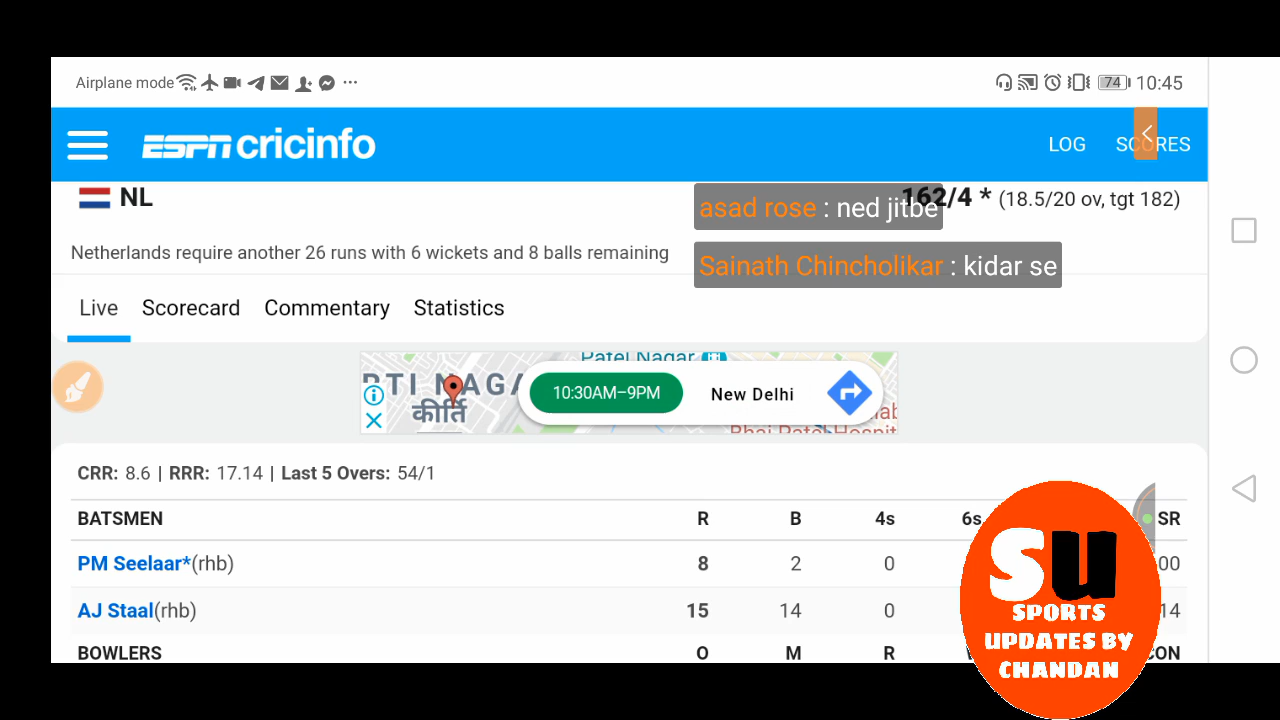 Airplane mode
74 10:45
ESPN cricinfo
LOG SCORES
NL
162/4 * (18.5/20 ov, tgt 182)
asad rose : ned jitbe
Netherlands require another 26 runs with 6 wickets and 8 balls remaining
Sainath Chincholikar : kidar se
Live Scorecard Commentary Statistics
Patel Nagar
कीर्ति
10:30AM–9PM
New Delhi
CRR: 8.6 | RRR: 17.14 | Last 5 Overs: 54/1
BATSMEN R B 4s 6s SR
PM Seelaar*(rhb) 8 2 0 00
AJ Staal(rhb) 15 14 0 14
BOWLERS O M R CON
SU
SPORTS
UPDATES BY
CHANDAN